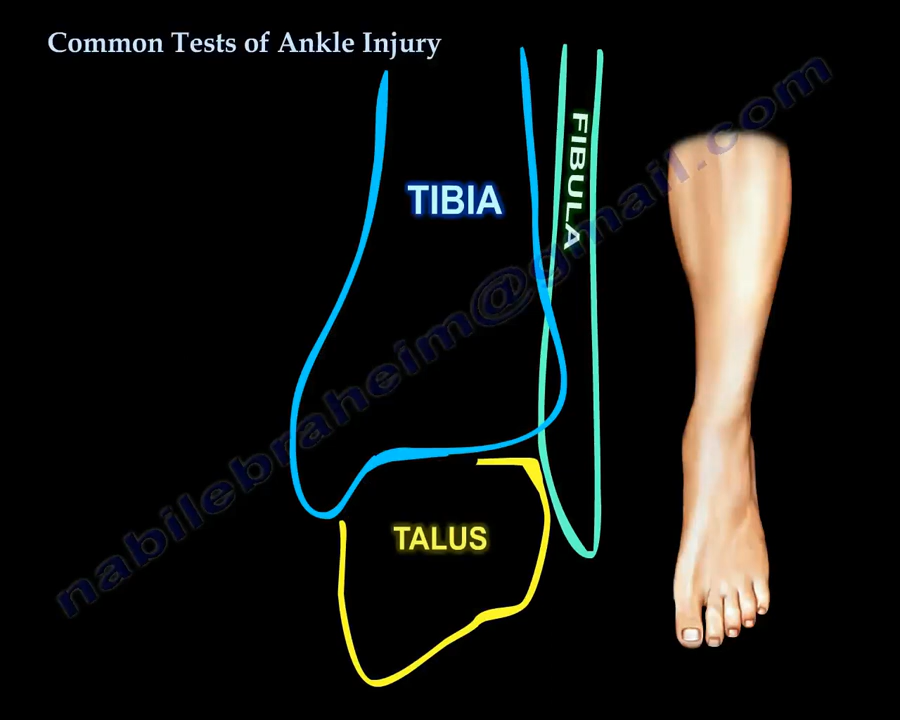 Common Tests of Ankle Injury
TIBIA
FIBULA
TALUS
nabilebraheim@gmail.com